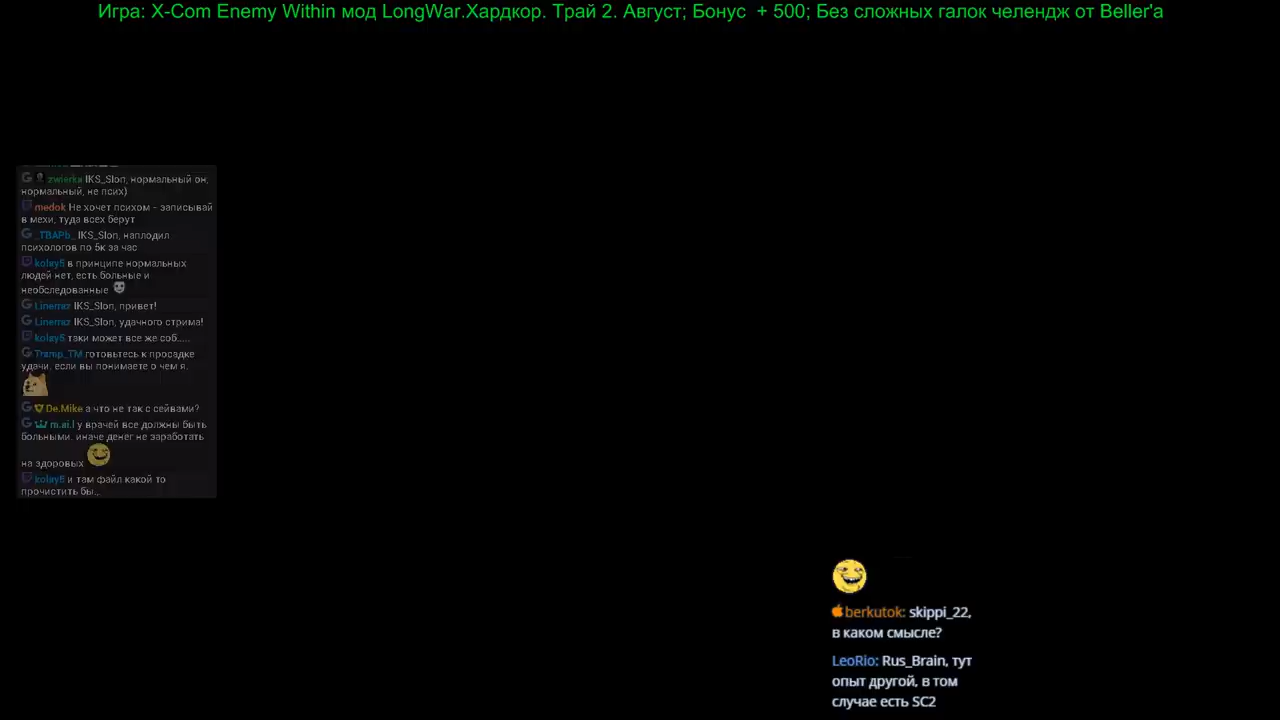 Игра: X-Com Enemy Within мод LongWar.Хардкор. Трай 2. Август; Бонус + 500; Без сложных галок челендж от Beller'a
zwierka IKS_Slon, нормальный он,
нормальный, не псих)
medok Не хочет психом - записывай
в мехи, туда всех берут
_TBAPb_ IKS_Slon, наплодил
психологов по 5к за час
kolay5 в принципе нормальных
людей нет, есть больные и
необследованные
IKS_Slon, привет!
IKS_Slon, удачного стрима!
kolay5 таки может все же соб.....
Tramp_TM готовьтесь к просадке
удачи, если вы понимаете о чем я.
De.Mike а что не так с сейвами?
m.ai.l у врачей все должны быть
больными. иначе денег не заработать
на здоровых
kolay5 и там файл какой то
прочистить бы..
berkutok: skippi_22,
в каком смысле?
LeoRio: Rus_Brain, тут
опыт другой, в том
случае есть SC2